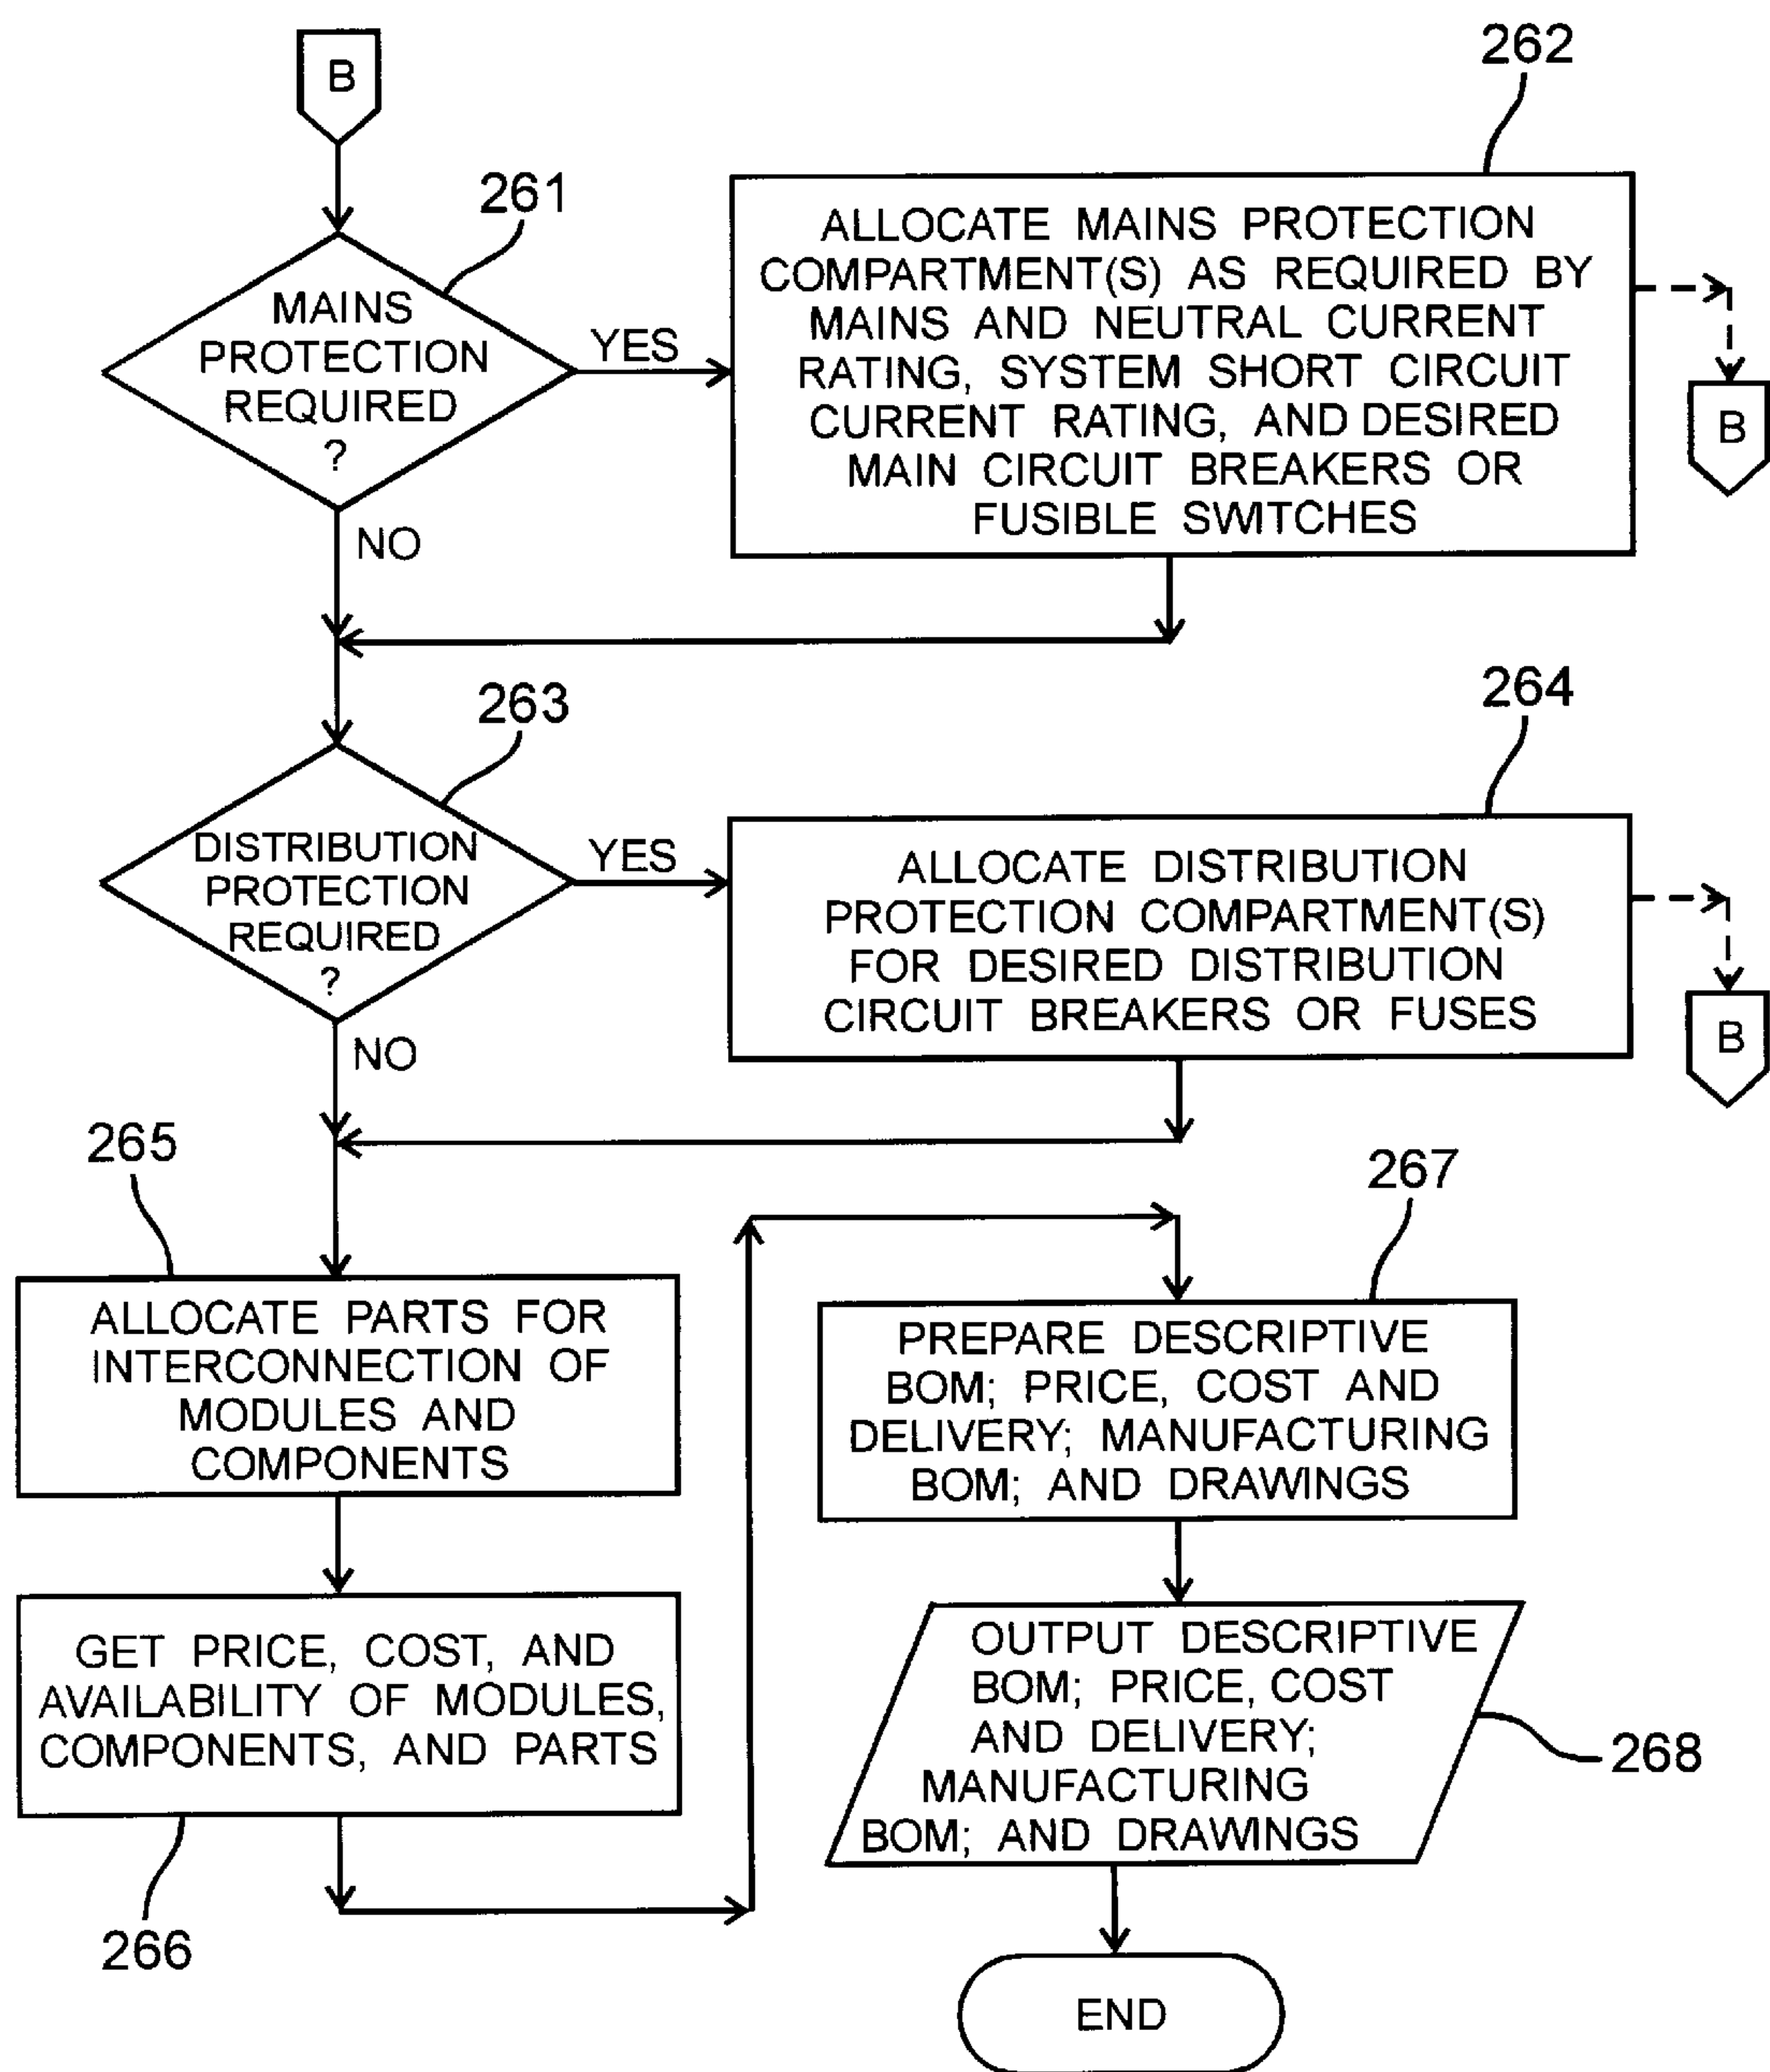 B
262
261
ALLOCATE MAINS PROTECTION
COMPARTMENT(S) AS REQUIRED BY
MAINS AND NEUTRAL CURRENT
RATING, SYSTEM SHORT CIRCUIT
CURRENT RATING, AND DESIRED
MAIN CIRCUIT BREAKERS OR
FUSIBLE SWITCHES
MAINS
PROTECTION
REQUIRED
?
YES
B
NO
263
264
DISTRIBUTION
PROTECTION
REQUIRED
?
YES
ALLOCATE DISTRIBUTION
PROTECTION COMPARTMENT(S)
FOR DESIRED DISTRIBUTION
CIRCUIT BREAKERS OR FUSES
B
NO
265
267
ALLOCATE PARTS FOR
INTERCONNECTION OF
MODULES AND
COMPONENTS
PREPARE DESCRIPTIVE
BOM; PRICE, COST AND
DELIVERY; MANUFACTURING
BOM; AND DRAWINGS
GET PRICE, COST, AND
AVAILABILITY OF MODULES,
COMPONENTS, AND PARTS
266
OUTPUT DESCRIPTIVE
BOM; PRICE, COST
AND DELIVERY;
MANUFACTURING
BOM; AND DRAWINGS
268
END